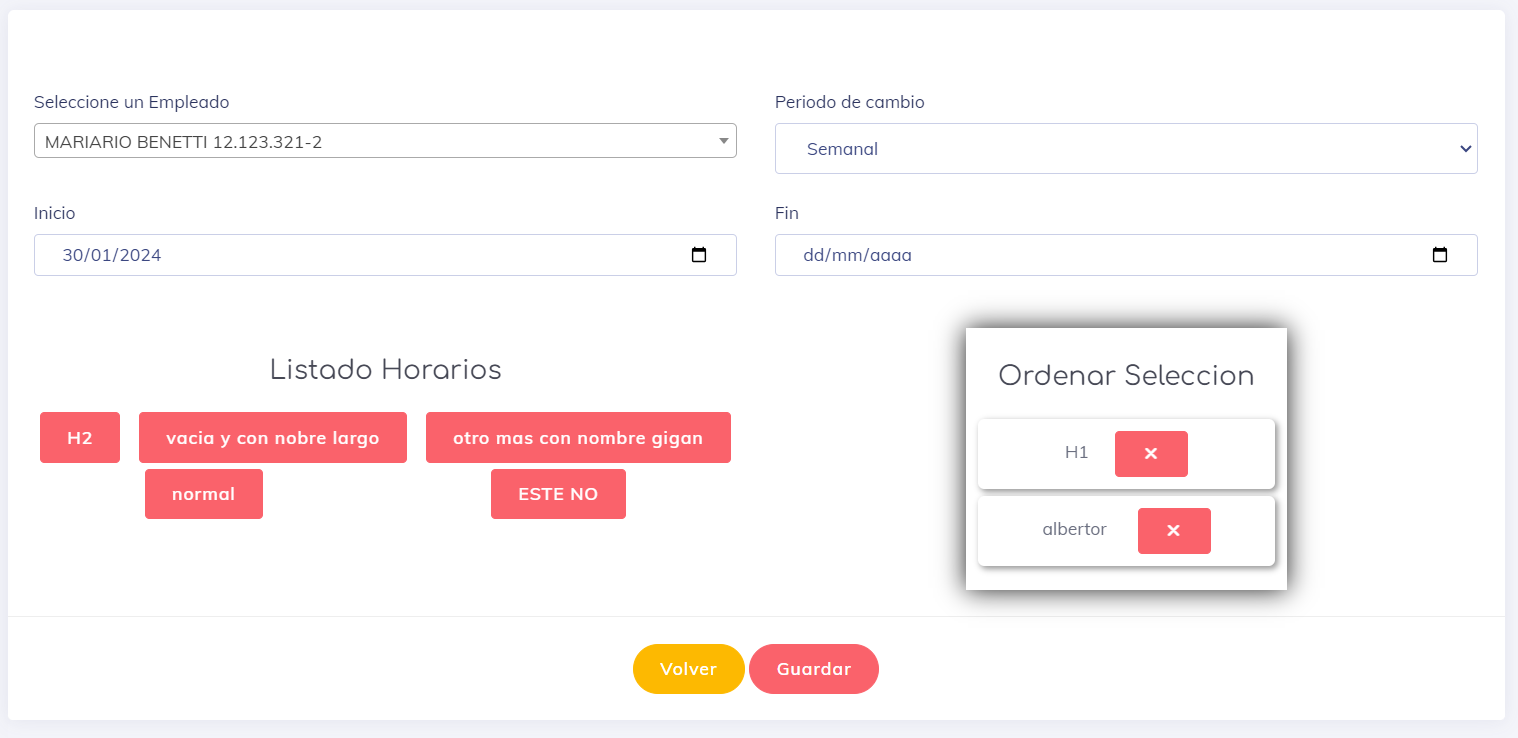 Seleccione un Empleado
MARIARIO BENETTI 12.123.321-2
Periodo de cambio
Semanal
Inicio
30/01/2024
Fin
dd/mm/aaaa
Listado Horarios
H2
vacia y con nobre largo
otro mas con nombre gigan
normal
ESTE NO
Ordenar Seleccion
H1
albertor
Volver
Guardar